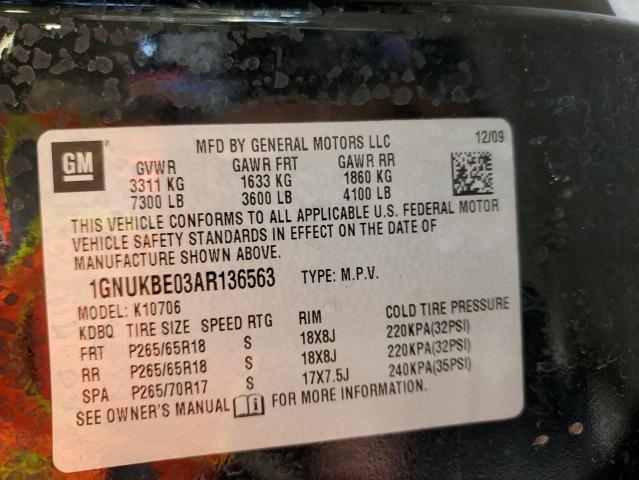 MFD BY GENERAL MOTORS LLC 12/09
GM
GVWR GAWR FRT GAWR RR
3311 KG 1633 KG 1860 KG
7300 LB 3600 LB 4100 LB
THIS VEHICLE CONFORMS TO ALL APPLICABLE U.S. FEDERAL MOTOR
VEHICLE SAFETY STANDARDS IN EFFECT ON THE DATE OF
MANUFACTURE SHOWN ABOVE.
1GNUKBE03AR136563 TYPE: M.P.V.
MODEL: K10706
KDBQ TIRE SIZE SPEED RTG RIM COLD TIRE PRESSURE
FRT P265/65R18 S 18X8J 220KPA(32PSI)
RR P265/65R18 S 18X8J 220KPA(32PSI)
SPA P265/70R17 S 17X7.5J 240KPA(35PSI)
SEE OWNER'S MANUAL FOR MORE INFORMATION.